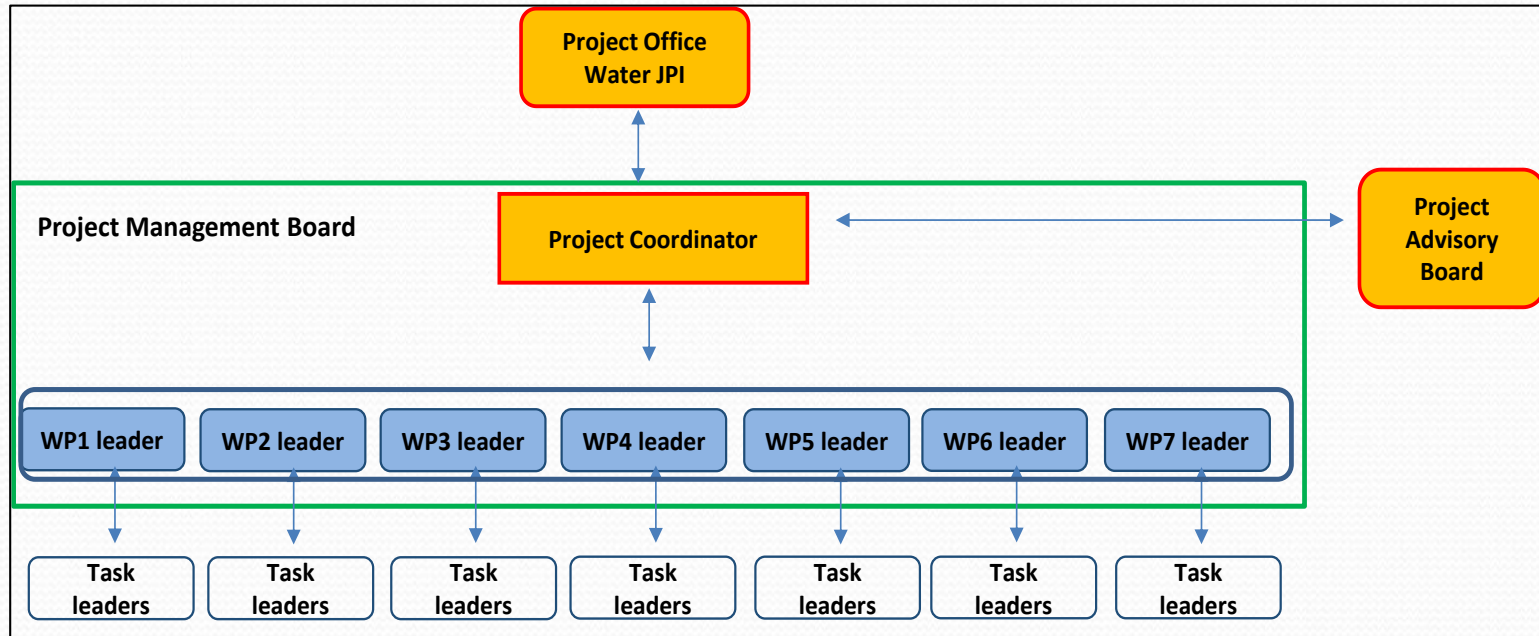 Project Office
Water JPI
Project Management Board
Project Coordinator
Project
Advisory
Board
WP1 leader
WP2 leader
WP3 leader
WP4 leader
WP5 leader
WP6 leader
WP7 leader
Task
leaders
Task
leaders
Task
leaders
Task
leaders
Task
leaders
Task
leaders
Task
leaders